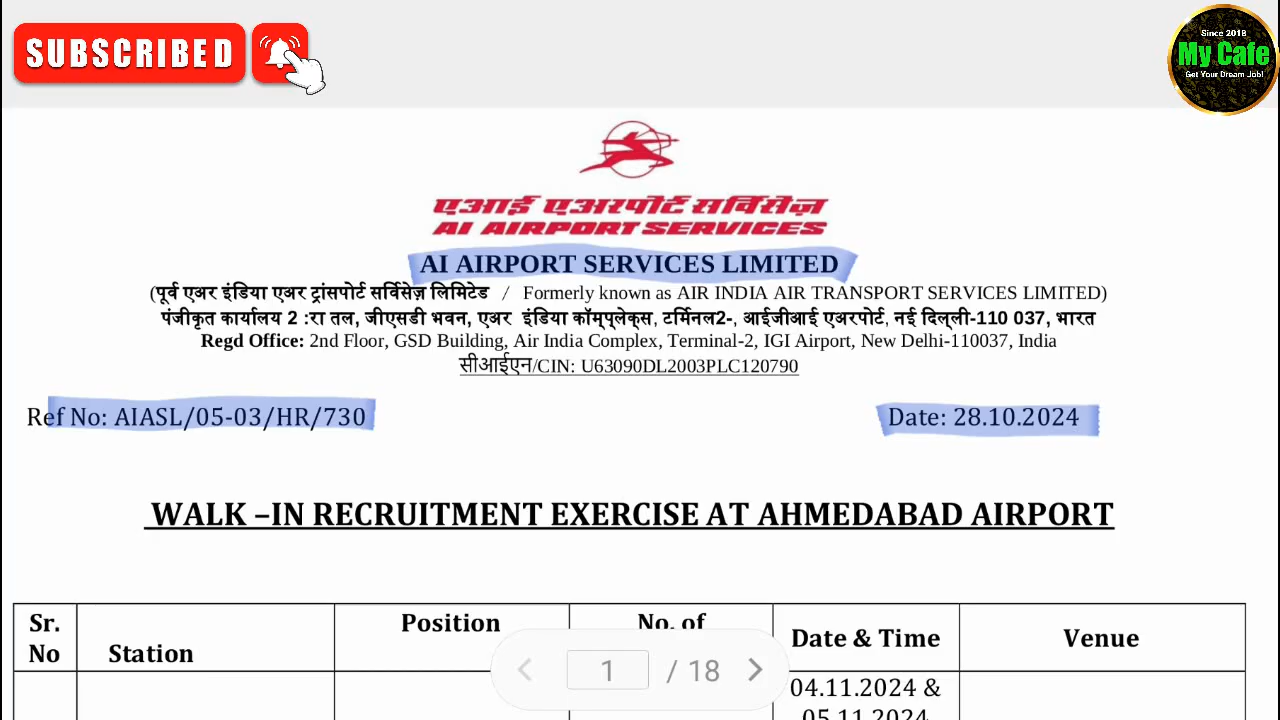 SUBSCRIBED
Since 2018
My Cafe
Get Your Dream Job!
एआई एअरपोर्ट सर्विसेज़
AI AIRPORT SERVICES
AI AIRPORT SERVICES LIMITED
(पूर्व एअर इंडिया एअर ट्रांसपोर्ट सर्विसेज़ लिमिटेड / Formerly known as AIR INDIA AIR TRANSPORT SERVICES LIMITED)
पंजीकृत कार्यालय 2 :रा तल, जीएसडी भवन, एअर इंडिया कॉम्प्लेक्स, टर्मिनल2-, आईजीआई एअरपोर्ट, नई दिल्ली-110 037, भारत
Regd Office: 2nd Floor, GSD Building, Air India Complex, Terminal-2, IGI Airport, New Delhi-110037, India
सीआईएन/CIN: U63090DL2003PLC120790
Ref No: AIASL/05-03/HR/730 Date: 28.10.2024
WALK –IN RECRUITMENT EXERCISE AT AHMEDABAD AIRPORT
Sr. No Station Position No. of Date & Time Venue
04.11.2024 &
05.11.2024
1 / 18